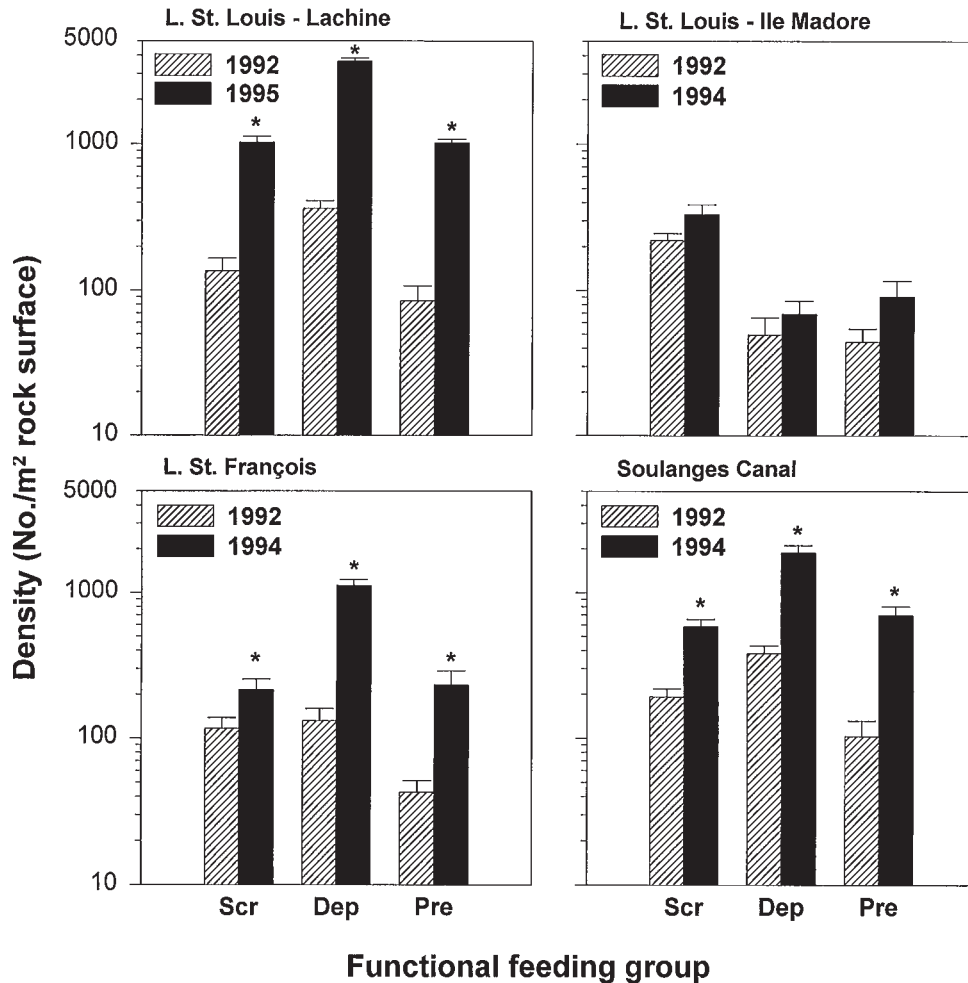 L. St. Louis - Lachine
L. St. Louis - Ile Madore
5000
1000
100
10
1992
1995
* * *
1992
1994
L. St. François
Soulanges Canal
5000
1000
100
10
1992
1994
* * *
1992
1994
* * *
Scr Dep Pre
Scr Dep Pre
Density (No./m² rock surface)
Functional feeding group